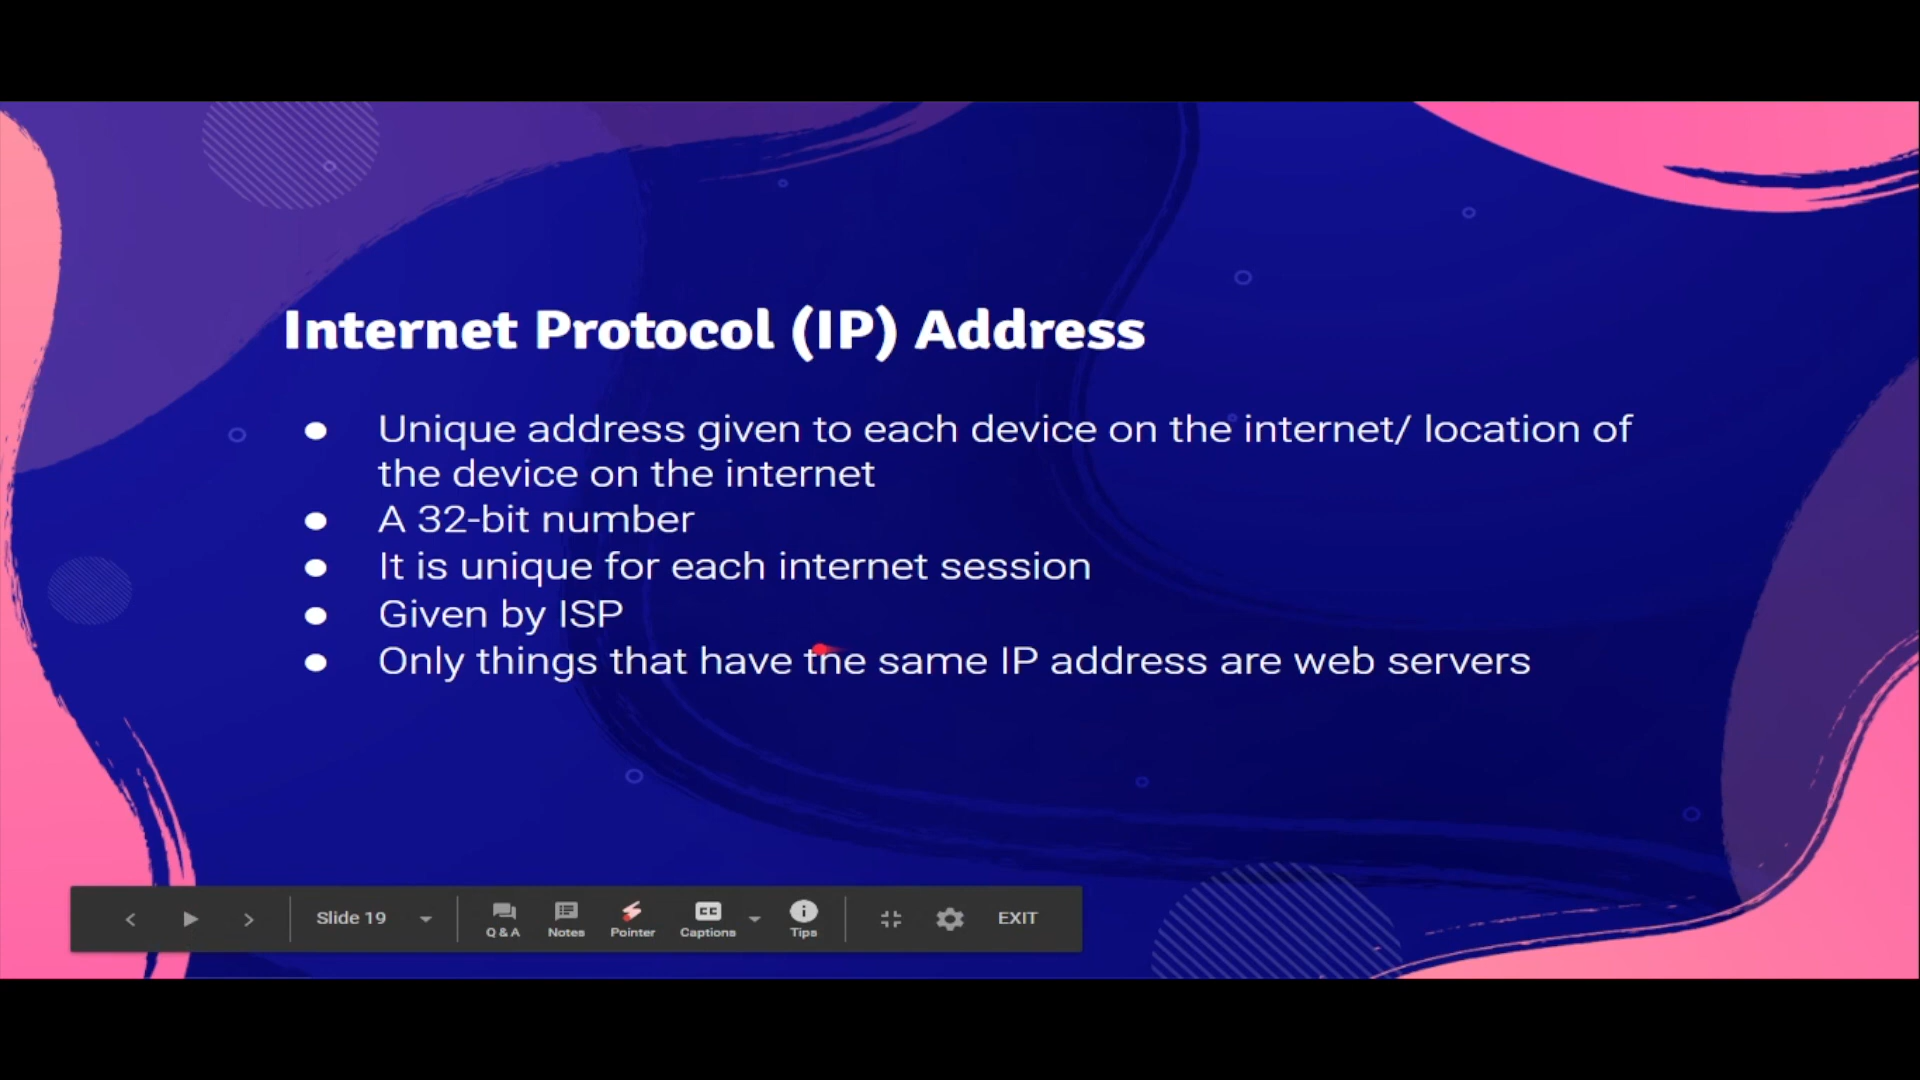 Internet Protocol (IP) Address
● Unique address given to each device on the internet/ location of
the device on the internet
● A 32-bit number
● It is unique for each internet session
● Given by ISP
● Only things that have the same IP address are web servers
Slide 19
Q & A
Notes
Pointer
CC
Captions
Tips
EXIT